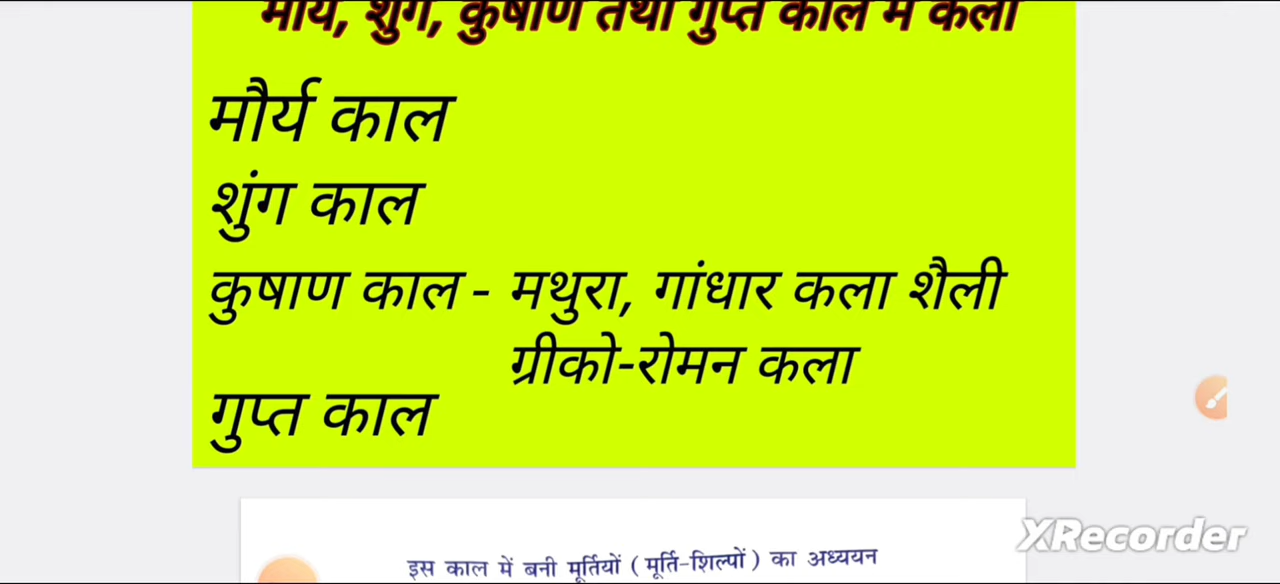 मौर्य, शुंग, कुषाण तथा गुप्त काल में कला
मौर्य काल
शुंग काल
कुषाण काल - मथुरा, गांधार कला शैली
ग्रीको-रोमन कला
गुप्त काल
XRecorder
इस काल में बनी मूर्तियों ( मूर्ति-शिल्पों ) का अध्ययन